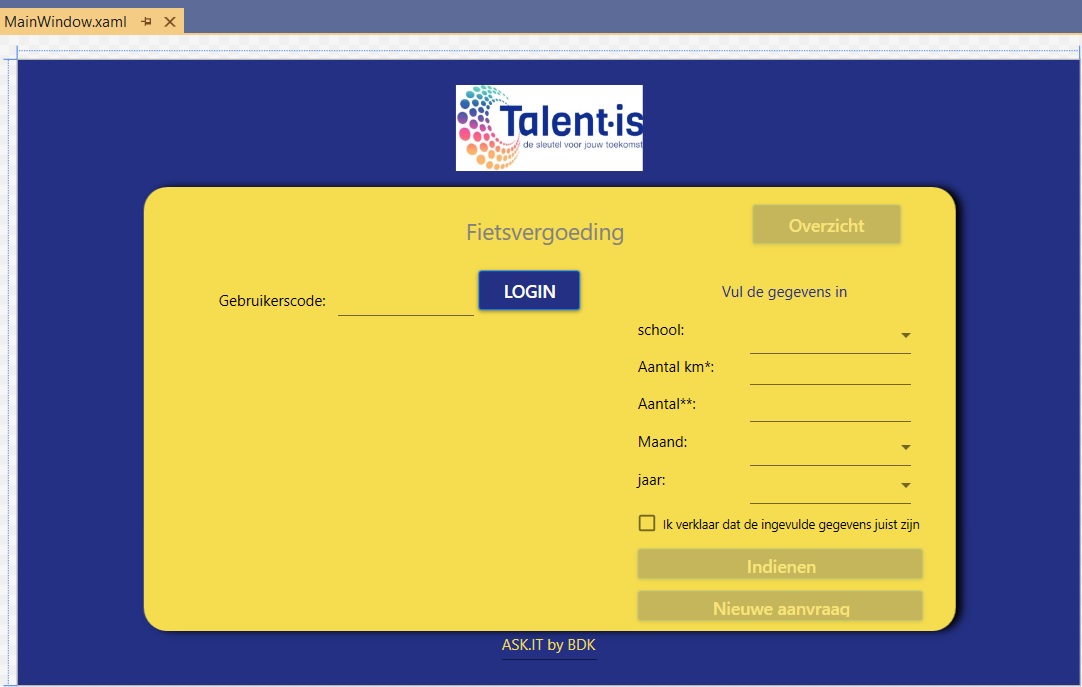 MainWindow.xaml
Talent·is
de sleutel voor jouw toekomst
Fietsvergoeding
Overzicht
Gebruikerscode:
LOGIN
Vul de gegevens in
school:
Aantal km*:
Aantal**:
Maand:
jaar:
Ik verklaar dat de ingevulde gegevens juist zijn
Indienen
Nieuwe aanvraag
ASK.IT by BDK